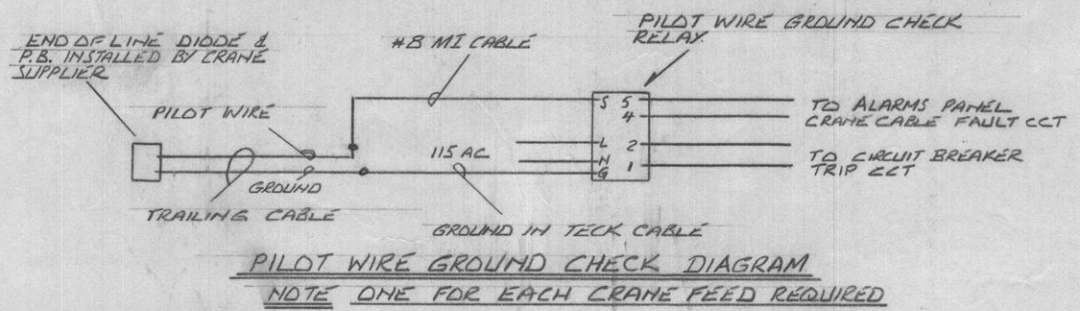 PILOT WIRE GROUND CHECK
RELAY.
END OF LINE DIODE &
P.B. INSTALLED BY CRANE
SUPPLIER
#8 MI CABLE
PILOT WIRE
S 5
4
L 2
N
G 1
TO ALARMS PANEL
CRANE CABLE FAULT CCT
TO CIRCUIT BREAKER
TRIP CCT
115 AC
GROUND
TRAILING CABLE
GROUND IN TECK CABLE
PILOT WIRE GROUND CHECK DIAGRAM
NOTE ONE FOR EACH CRANE FEED REQUIRED